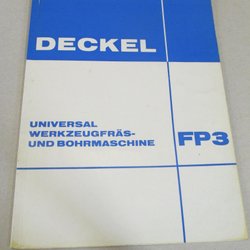 DECKEL
UNIVERSAL
WERKZEUGFRÄS-
UND BOHRMASCHINE
FP3